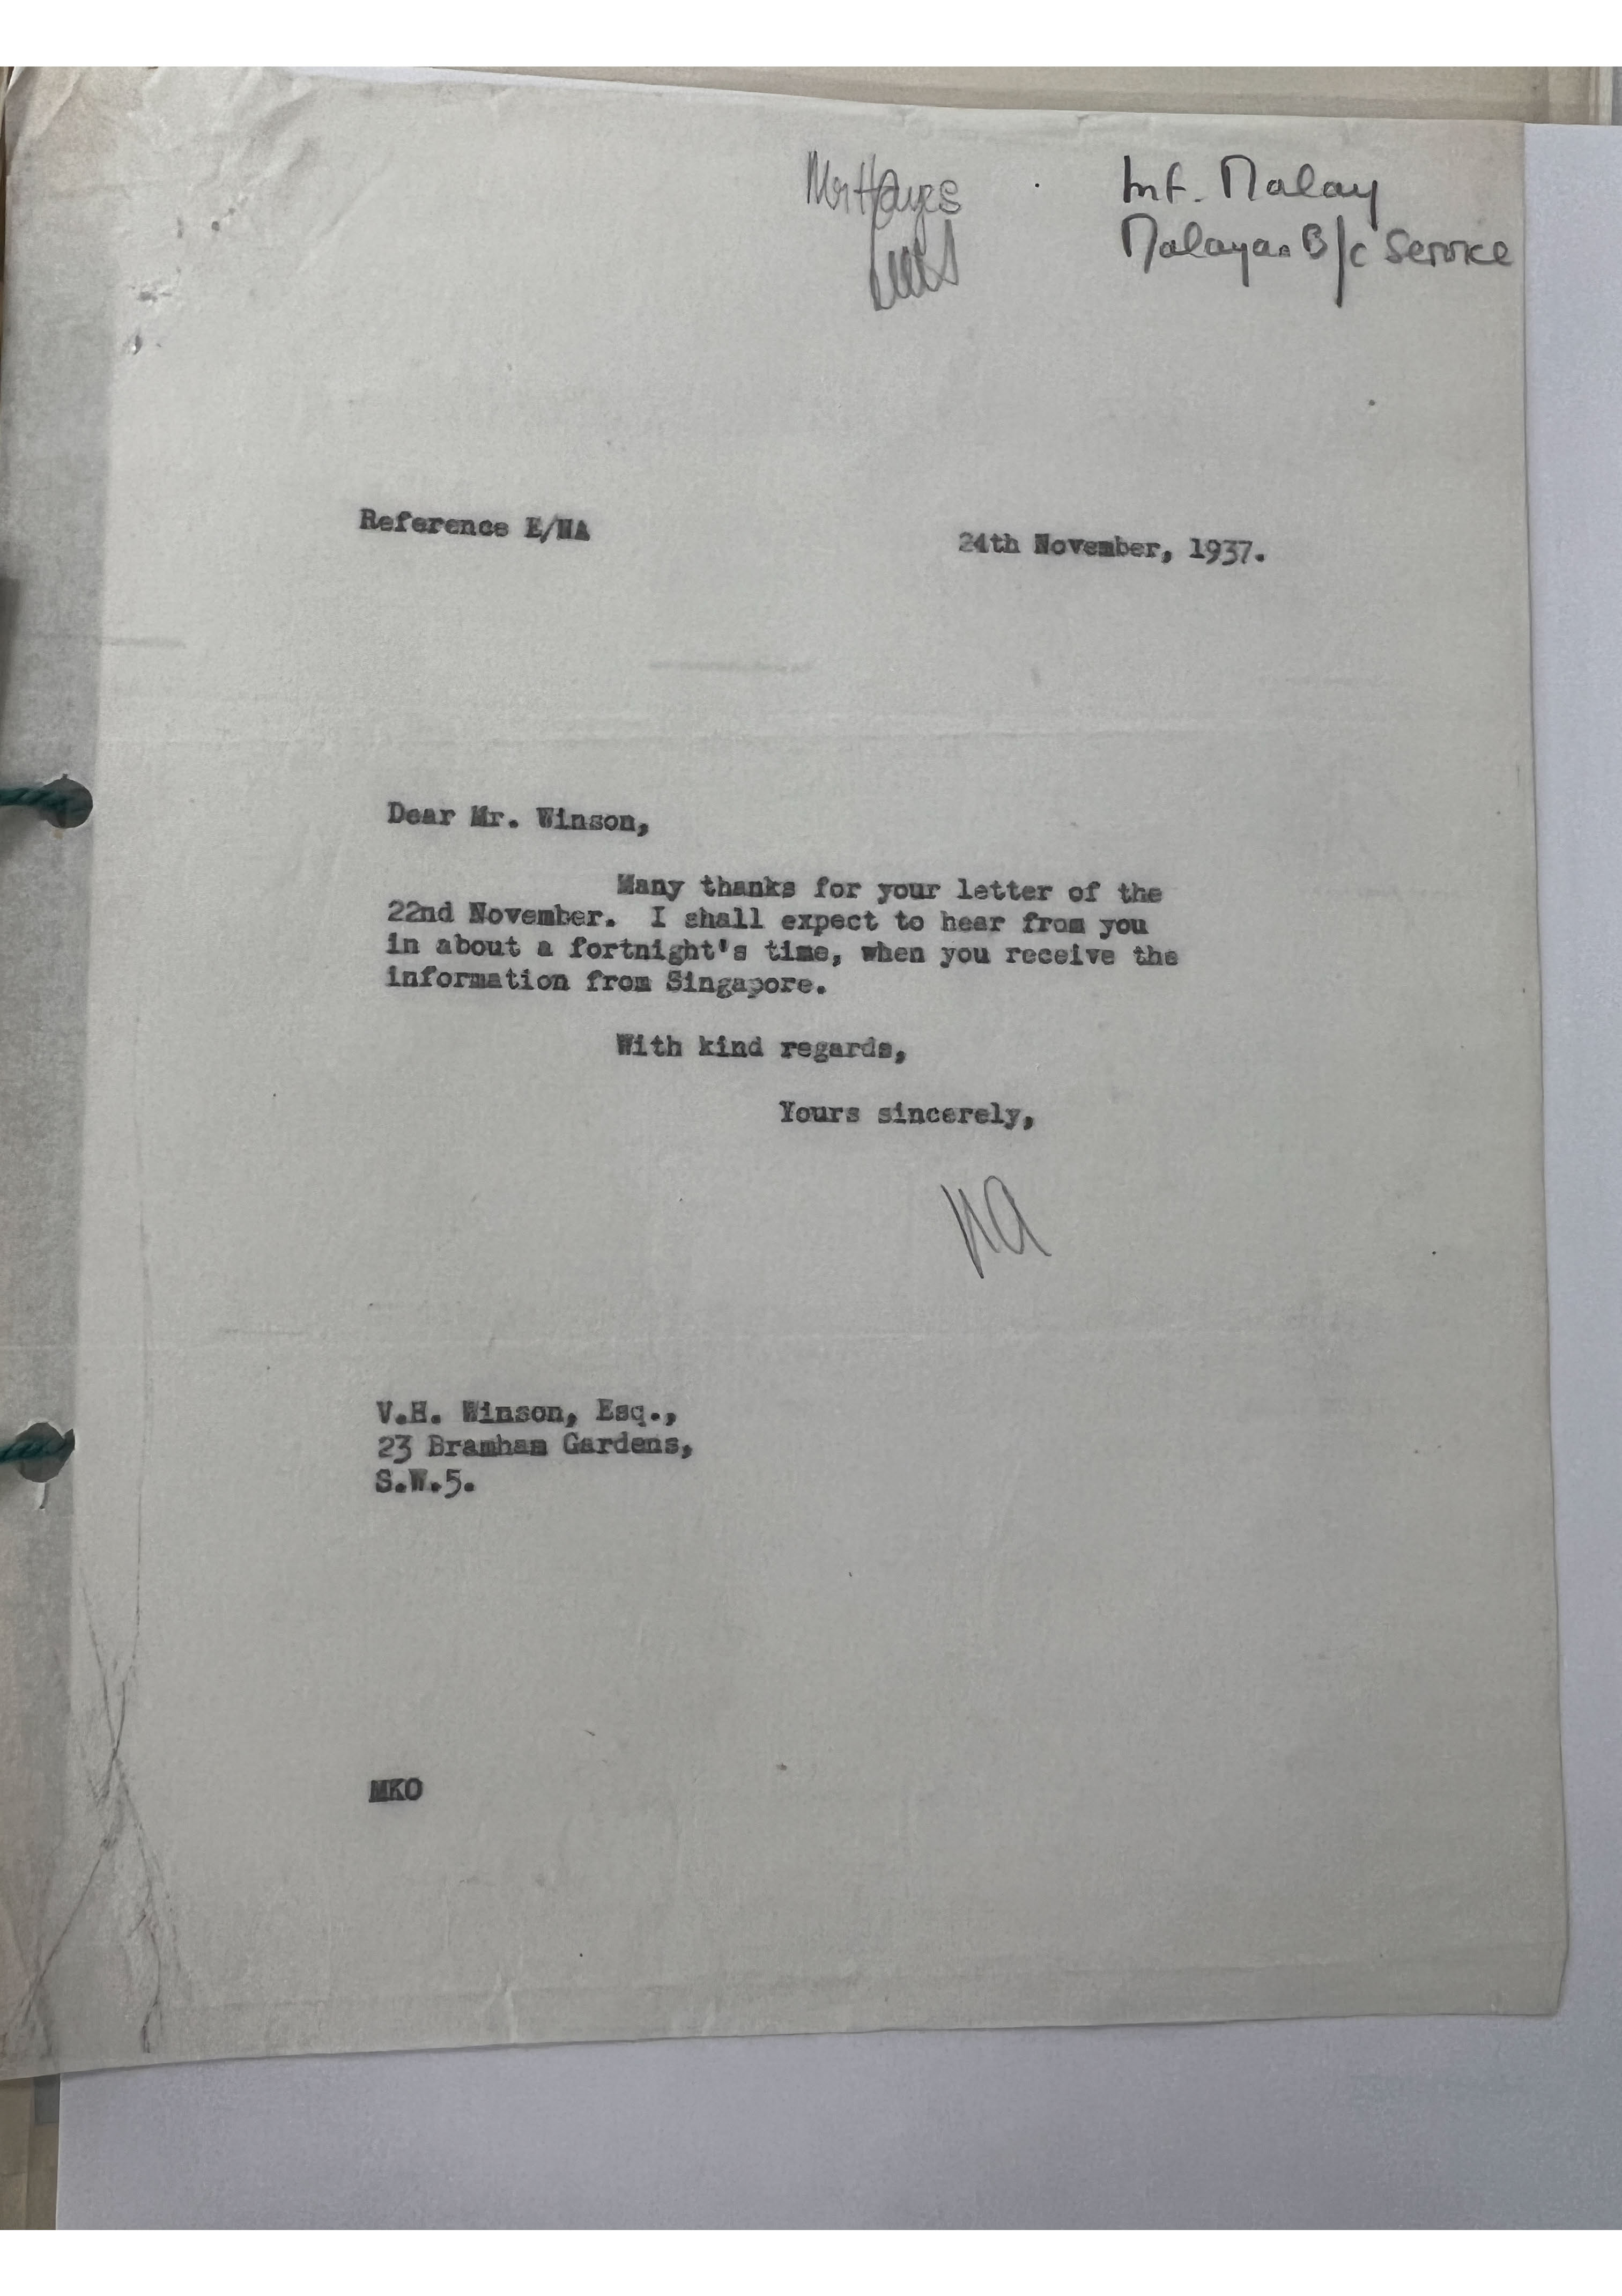 Mr Hayes
Inf. Malay
Malayan B/c Service
Reference E/NA
24th November, 1937.
Dear Mr. Winson,
Many thanks for your letter of the
22nd November. I shall expect to hear from you
in about a fortnight's time, when you receive the
information from Singapore.
With kind regards,
Yours sincerely,
NA
V.H. Winson, Esq.,
23 Bramham Gardens,
S.W.5.
MKO